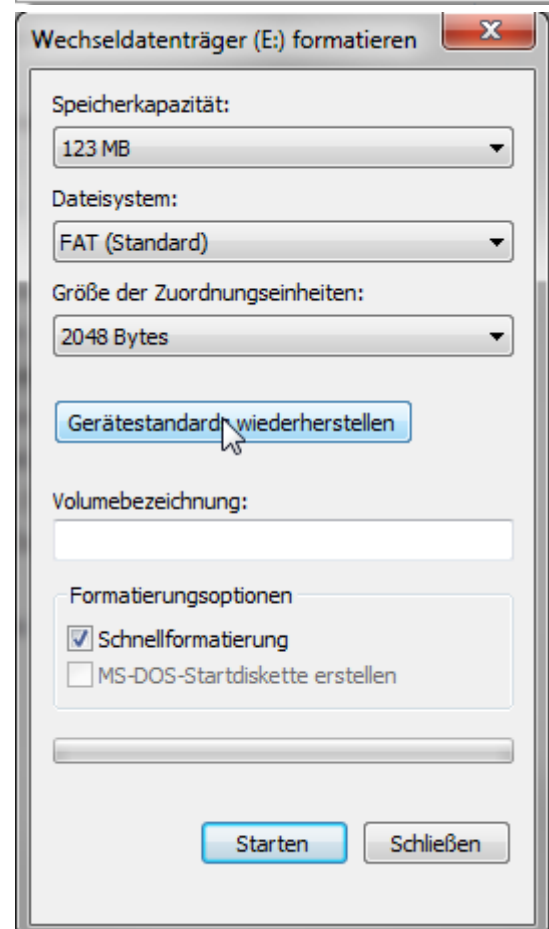 Wechseldatenträger (E:) formatieren
Speicherkapazität:
123 MB
Dateisystem:
FAT (Standard)
Größe der Zuordnungseinheiten:
2048 Bytes
Gerätestandards wiederherstellen
Volumebezeichnung:
Formatierungsoptionen
Schnellformatierung
MS-DOS-Startdiskette erstellen
Starten
Schließen